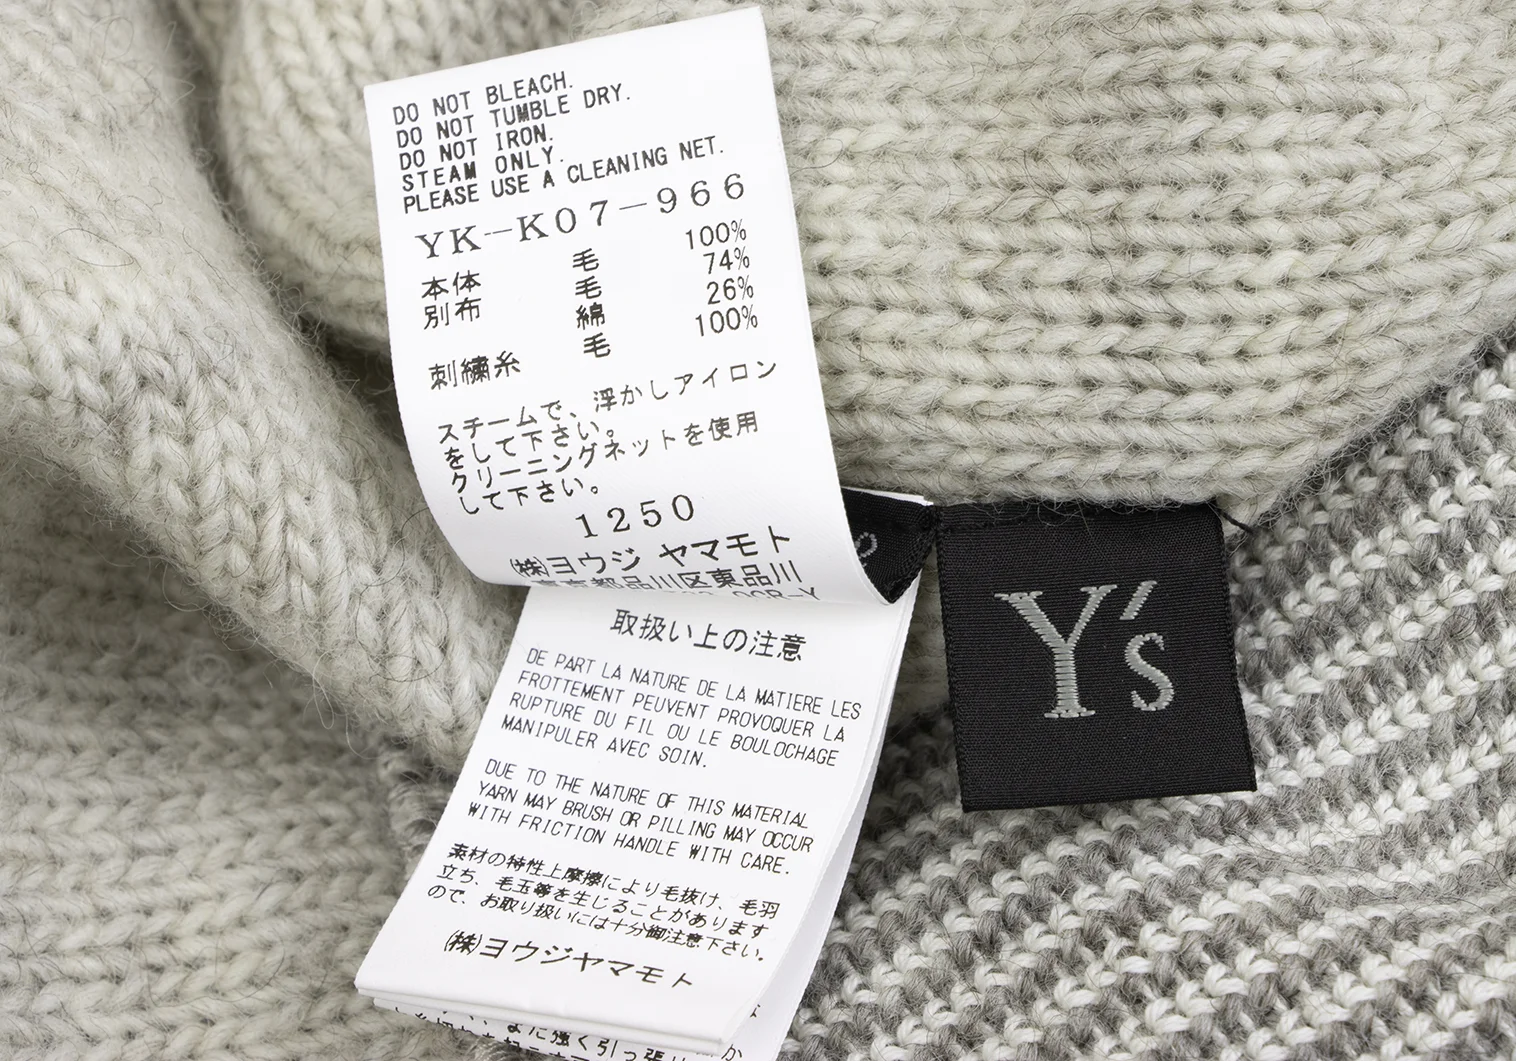 DO NOT BLEACH.
DO NOT TUMBLE DRY.
DO NOT IRON.
STEAM ONLY.
PLEASE USE A CLEANING NET.
YK-K07-966
本体 毛 100%
別布 毛 74%
綿 26%
刺繍糸 毛 100%
スチームで、浮かしアイロン
をして下さい。
クリーニングネットを使用
して下さい。
1250
(株)ヨウジ ヤマモト
東京都品川区東品川
取扱い上の注意
DE PART LA NATURE DE LA MATIERE LES
FROTTEMENT PEUVENT PROVOQUER LA
RUPTURE DU FIL OU LE BOULOCHAGE
MANIPULER AVEC SOIN.
DUE TO THE NATURE OF THIS MATERIAL
YARN MAY BRUSH OR PILLING MAY OCCUR
WITH FRICTION HANDLE WITH CARE.
素材の特性上摩擦により毛抜け、毛羽
立ち、毛玉等を生じることがあります
ので、お取り扱いには十分御注意下さい。
(株)ヨウジヤマモト
Y's